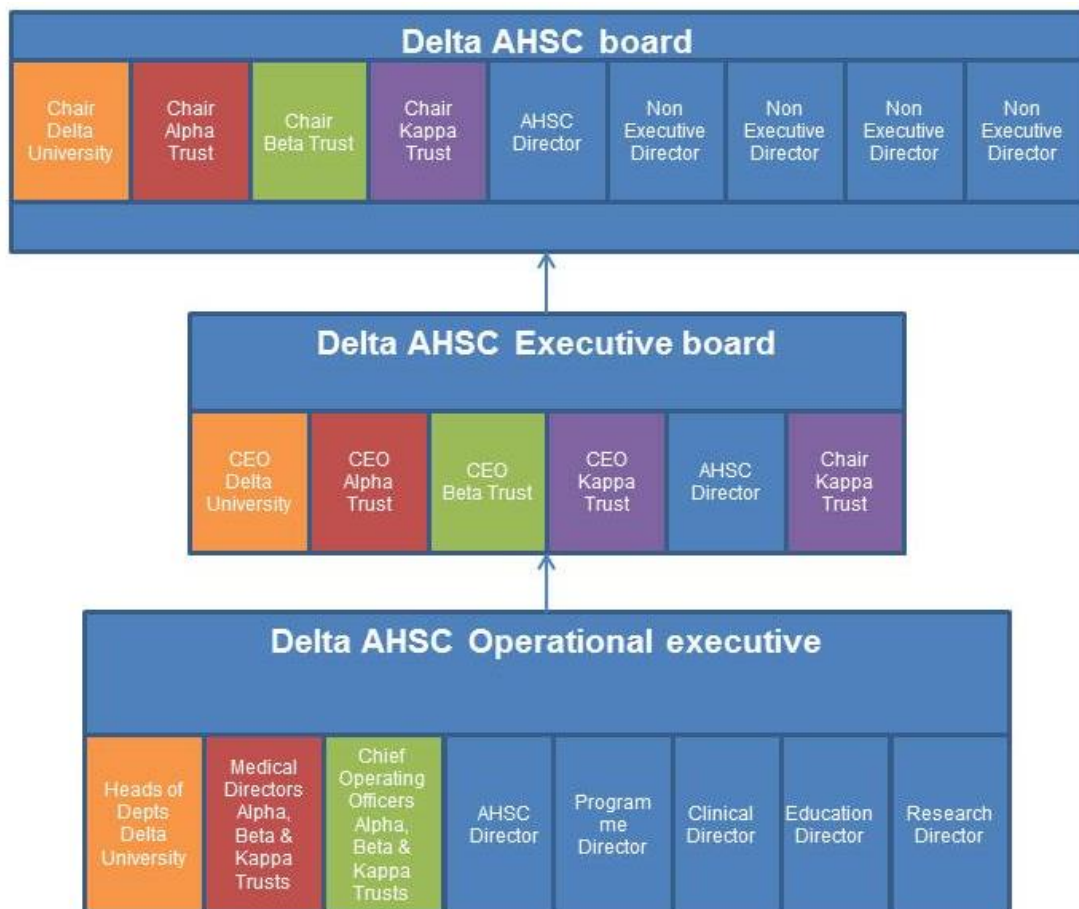 Delta AHSC board
Chair
Delta
University
Chair
Alpha
Trust
Chair
Beta Trust
Chair
Kappa
Trust
AHSC
Director
Non
Executive
Director
Non
Executive
Director
Non
Executive
Director
Non
Executive
Director
Delta AHSC Executive board
CEO
Delta
University
CEO
Alpha
Trust
CEO
Beta Trust
CEO
Kappa
Trust
AHSC
Director
Chair
Kappa
Trust
Delta AHSC Operational executive
Heads of
Depts
Delta
University
Medical
Directors
Alpha,
Beta &
Kappa
Trusts
Chief
Operating
Officers
Alpha,
Beta &
Kappa
Trusts
AHSC
Director
Program
me
Director
Clinical
Director
Education
Director
Research
Director